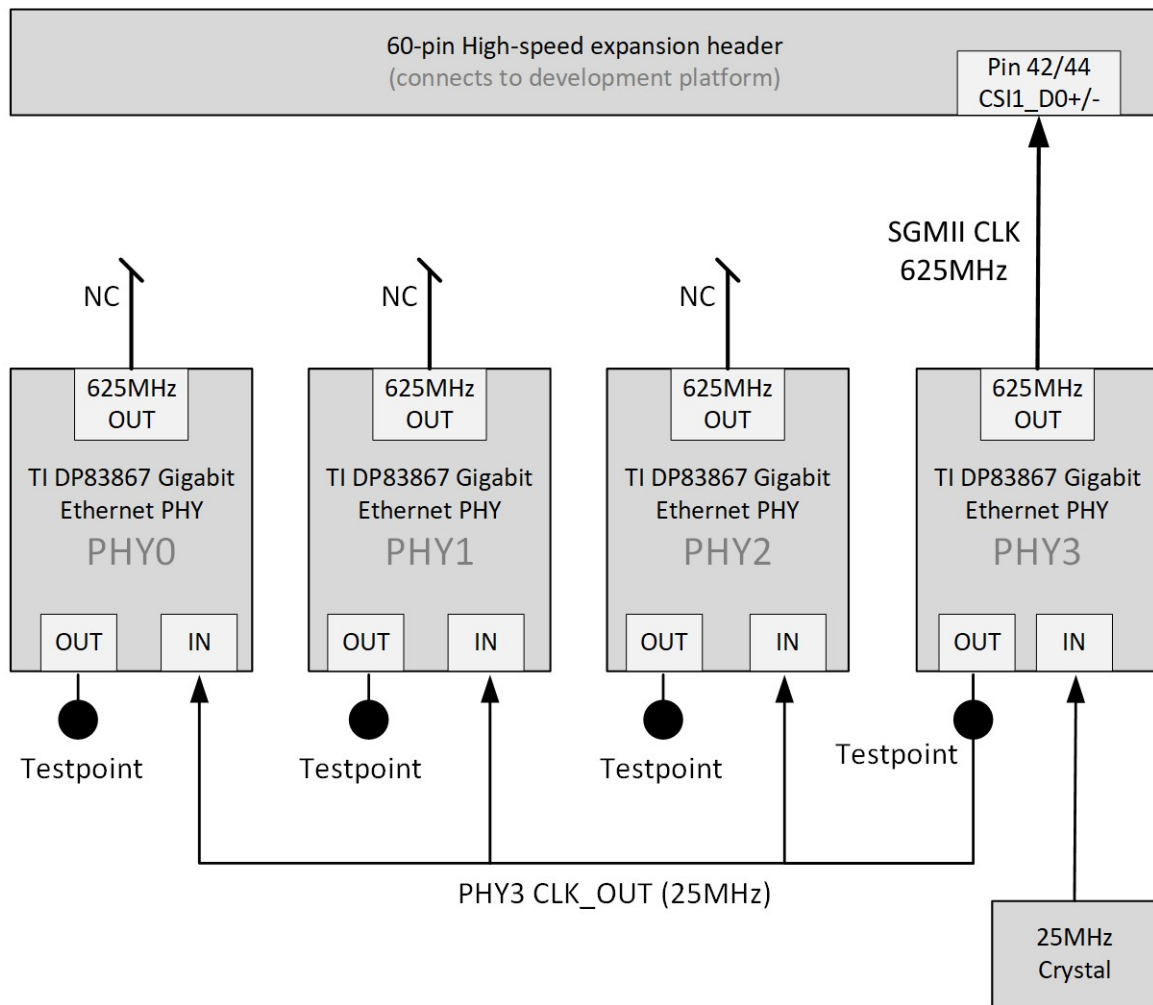 60-pin High-speed expansion header
(connects to development platform)
Pin 42/44
CSI1_D0+/-
SGMII CLK
625MHz
NC
NC
NC
625MHz
OUT
TI DP83867 Gigabit
Ethernet PHY
PHY0
OUT
IN
625MHz
OUT
TI DP83867 Gigabit
Ethernet PHY
PHY1
OUT
IN
625MHz
OUT
TI DP83867 Gigabit
Ethernet PHY
PHY2
OUT
IN
625MHz
OUT
TI DP83867 Gigabit
Ethernet PHY
PHY3
OUT
IN
Testpoint
Testpoint
Testpoint
Testpoint
PHY3 CLK_OUT (25MHz)
25MHz
Crystal